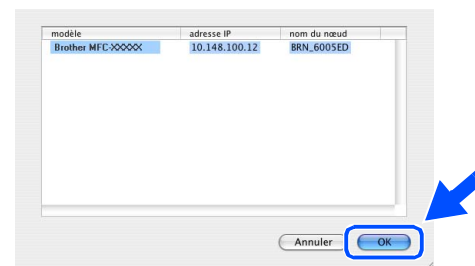 modèle adresse IP nom du nœud
Brother MFC-XXXXX 10.148.100.12 BRN_6005ED
Annuler OK